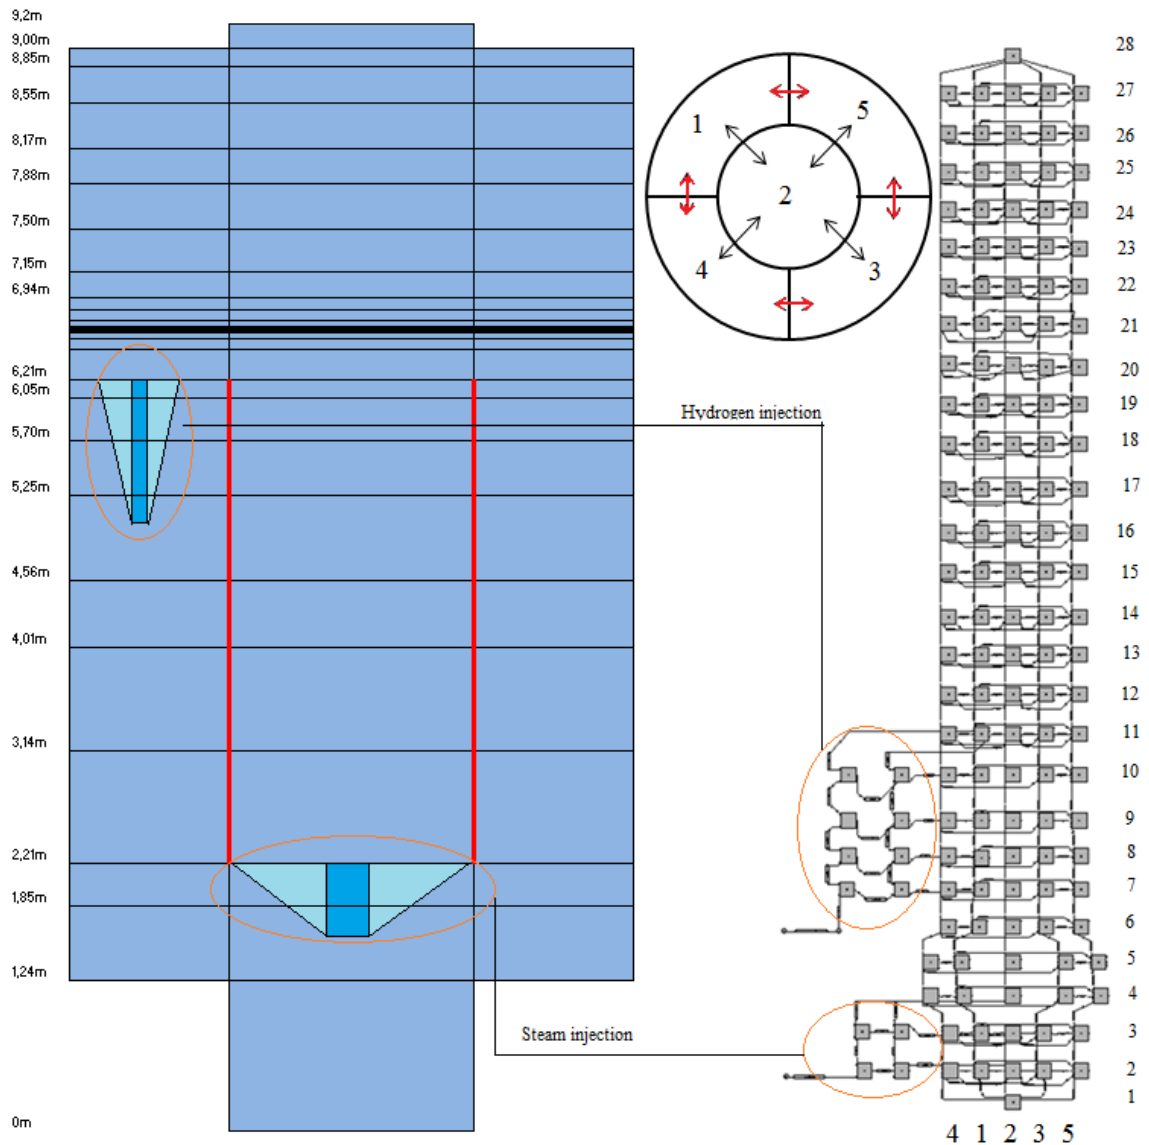 9,2m
9,00m
8,85m
8,55m
8,17m
7,88m
7,50m
7,15m
6,94m
6,21m
6,05m
5,70m
5,25m
4,56m
4,01m
3,14m
2,21m
1,85m
1,24m
0m
1
5
2
4
3
Hydrogen injection
Steam injection
28
27
26
25
24
23
22
21
20
19
18
17
16
15
14
13
12
11
10
9
8
7
6
5
4
3
2
1
4 1 2 3 5